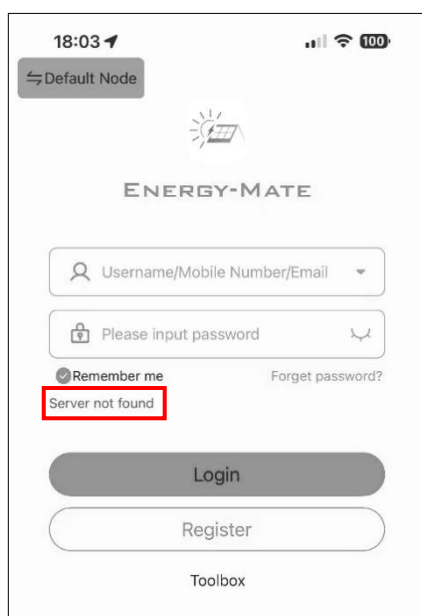 18:03
100
Default Node
ENERGY-MATE
Username/Mobile Number/Email
Please input password
Remember me Forget password?
Server not found
Login
Register
Toolbox